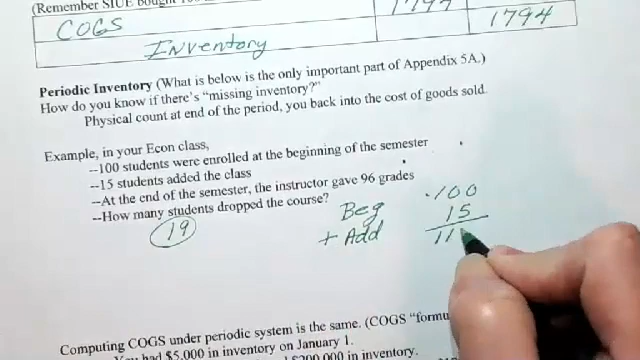 (Remember SIUE bought 100
COGS 1794
Inventory 1794
Periodic Inventory (What is below is the only important part of Appendix 5A.)
How do you know if there's "missing inventory?"
Physical count at end of the period, you back into the cost of goods sold.
Example, in your Econ class,
--100 students were enrolled at the beginning of the semester
--15 students added the class
--At the end of the semester, the instructor gave 96 grades
--How many students dropped the course?
19
Beg 100
+ Add 15
11
Computing COGS under periodic system is the same. (COGS "formu
You had $5,000 in inventory on January 1.
$200,000 in inventory.